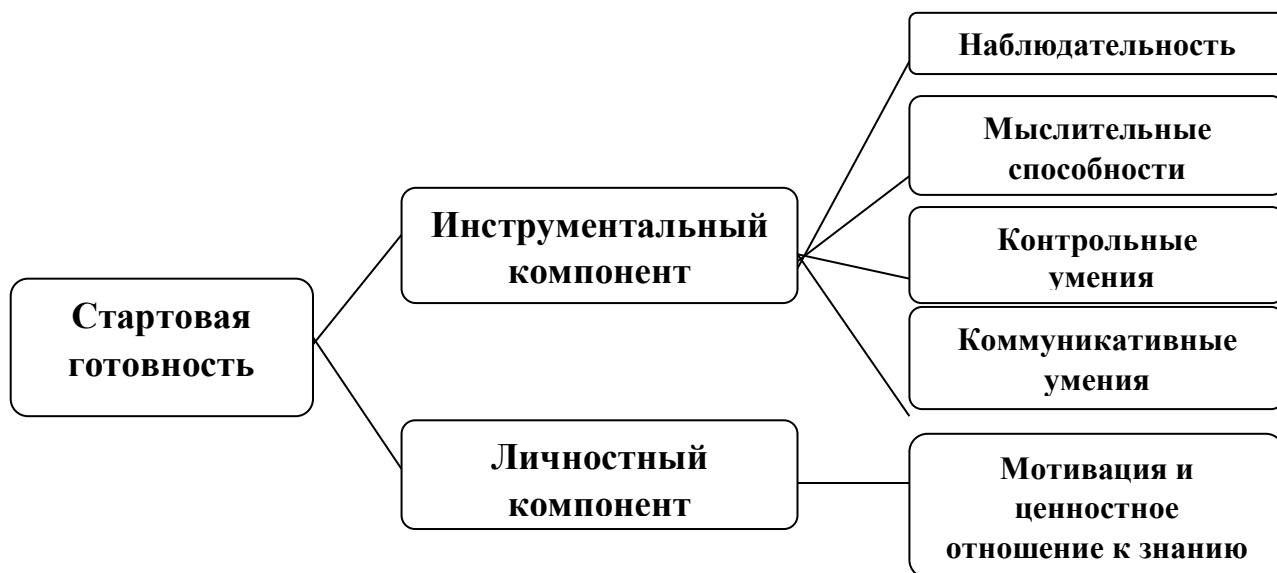 Стартовая
готовность
Инструментальный
компонент
Личностный
компонент
Наблюдательность
Мыслительные
способности
Контрольные
умения
Коммуникативные
умения
Мотивация и
ценностное
отношение к знанию